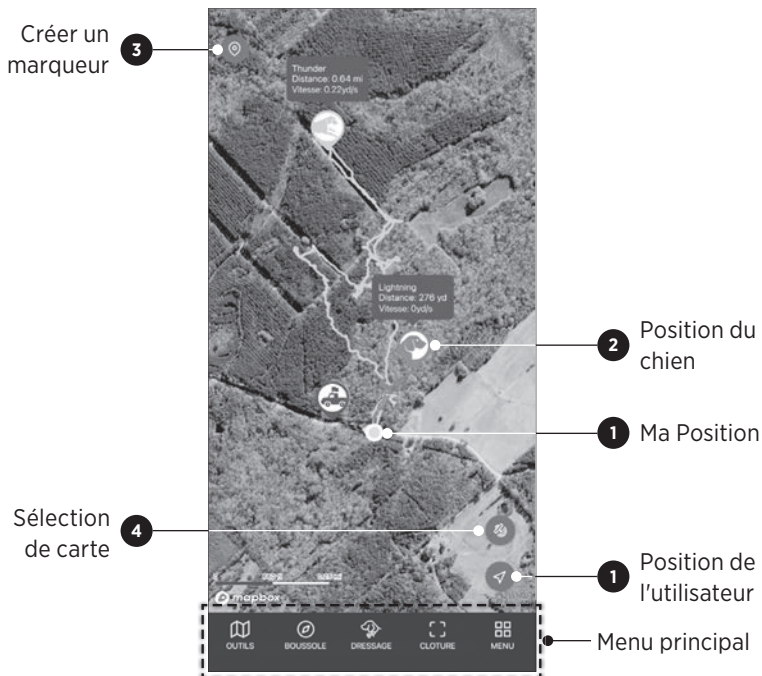 Créer un
marqueur
3
Thunder
Distance: 0.64 mi
Vitesse: 0.22yd/s
Lightning
Distance: 276 yd
Vitesse: 0yd/s
2
Position du
chien
1
Ma Position
Sélection
de carte
4
1
Position de
l'utilisateur
mapbox
OUTILS
BOUSSOLE
DRESSAGE
CLOTURE
MENU
Menu principal